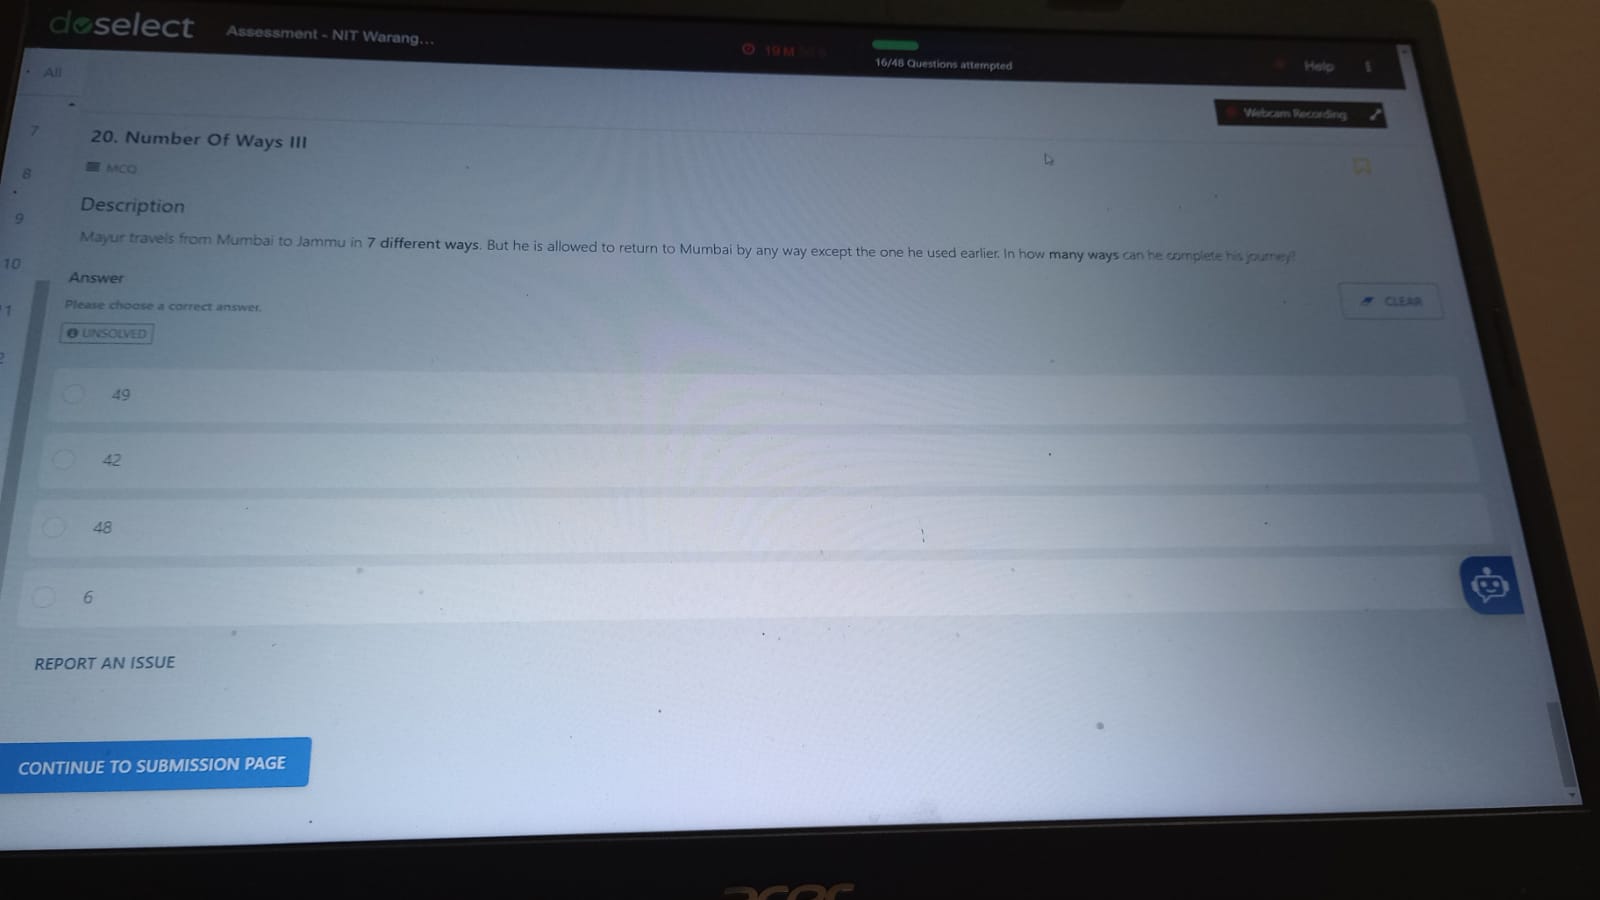 doselect
Assessment - NIT Warang...
19 M
16/48 Questions attempted
Help
All
Webcam Recording
7
8
9
10
20. Number Of Ways III
MCQ
Description
Mayur travels from Mumbai to Jammu in 7 different ways. But he is allowed to return to Mumbai by any way except the one he used earlier. In how many ways can he complete his journey?
Answer
Please choose a correct answer.
CLEAR
UNSOLVED
49
42
48
6
REPORT AN ISSUE
CONTINUE TO SUBMISSION PAGE
acer